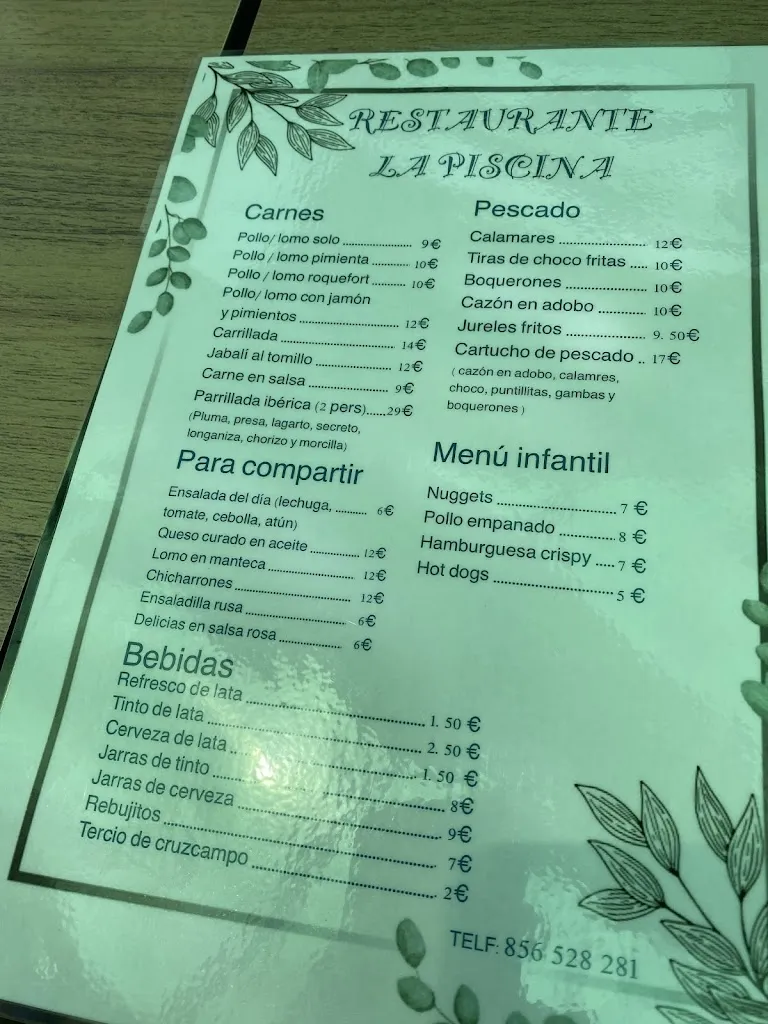 RESTAURANTE
LA PISCINA
Carnes
Pollo/ lomo solo ........ 9€
Pollo / lomo pimienta ........ 10€
Pollo / lomo roquefort ........ 10€
Pollo/ lomo con jamón
y pimientos ........ 12€
Carrillada ........ 14€
Jabalí al tomillo ........ 12€
Carne en salsa ........ 9€
Parrillada ibérica (2 pers)......29€
(Pluma, presa, lagarto, secreto,
longaniza, chorizo y morcilla)
Para compartir
Ensalada del día (lechuga, ........ 6€
tomate, cebolla, atún)
Queso curado en aceite ........ 12€
Lomo en manteca ........ 12€
Chicharrones ........ 12€
Ensaladilla rusa ........ 6€
Delicias en salsa rosa ........ 6€
Bebidas
Refresco de lata ........ 1. 50 €
Tinto de lata ........ 2. 50 €
Cerveza de lata ........ 1. 50 €
Jarras de tinto ........ 8€
Jarras de cerveza ........ 9€
Rebujitos ........ 7€
Tercio de cruzcampo ........ 2€
Pescado
Calamares ........ 12€
Tiras de choco fritas ..... 10€
Boquerones ........ 10€
Cazón en adobo ........ 10€
Jureles fritos ........ 9. 50€
Cartucho de pescado .. 17€
( cazón en adobo, calamres,
choco, puntillitas, gambas y
boquerones )
Menú infantil
Nuggets ........ 7 €
Pollo empanado ........ 8 €
Hamburguesa crispy ..... 7 €
Hot dogs ........ 5 €
TELF: 856 528 281